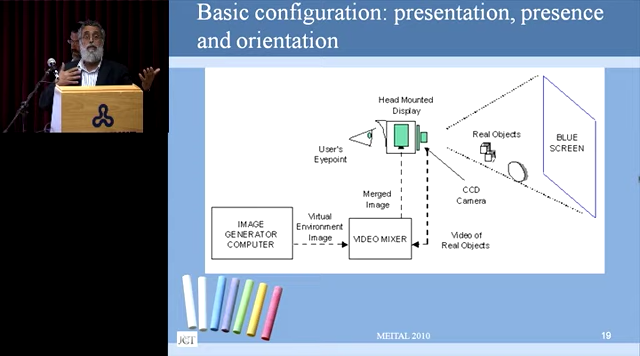 Basic configuration: presentation, presence
and orientation
Head Mounted
Display
Real Objects
BLUE
SCREEN
User's
Eyepoint
CCD
Camera
Merged
Image
IMAGE
GENERATOR
COMPUTER
Virtual
Environment
Image
VIDEO MIXER
Video of
Real Objects
JCT
MEITAL 2010
19